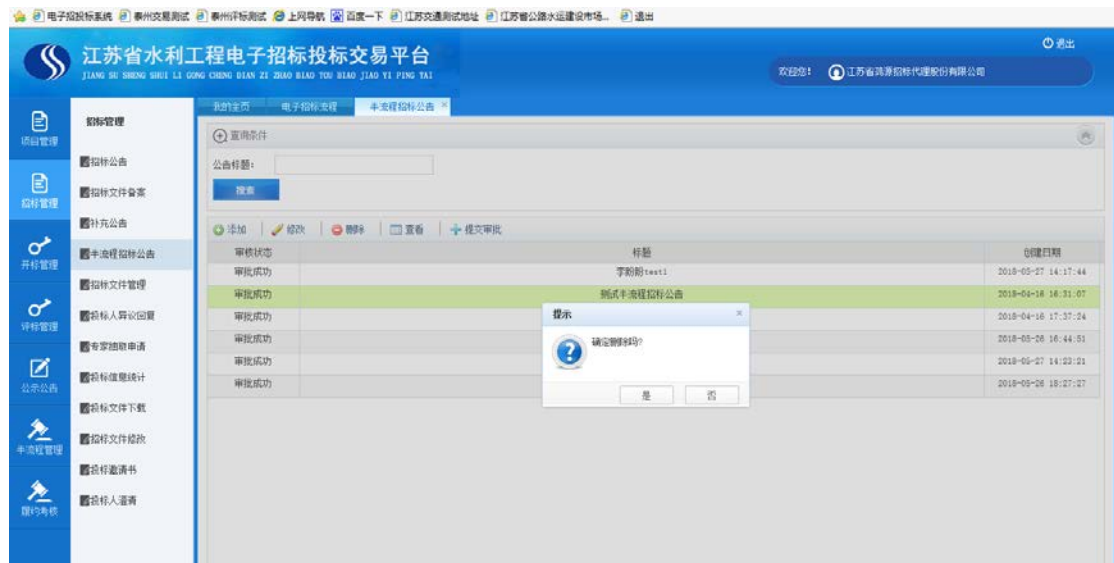 电子招投标系统 泰州交易测试 泰州评标测试 上网导航 百度一下 江苏交通测试地址 江苏省公路水运建设市场... 退出
江苏省水利工程电子招标投标交易平台
JIANG SU SHENG SHUI LI GONG CHENG DIAN ZI ZHAO BIAO TOU BIAO JIAO YI PING TAI
退出
欢迎您! 江苏省鸿源招标代理股份有限公司
我的主页 电子招标流程 半流程招标公告 ×
项目管理
招标管理
开标管理
评标管理
公示公告
半流程管理
履约考核
招标管理
招标公告
招标文件备案
补充公告
半流程招标公告
招标文件管理
投标人异议回复
专家抽取申请
投标信息统计
投标文件下载
招标文件修改
投标邀请书
投标人邀请
查询条件
公告标题:
搜索
添加 修改 删除 查看 提交审批
审核状态 标题 创建日期
审批成功 李盼盼test1 2018-05-27 14:17:44
审批成功 测试半流程招标公告 2018-04-16 16:31:07
审批成功 2018-04-16 17:37:24
审批成功 2018-05-26 16:44:51
审批成功 2018-05-27 14:23:21
审批成功 2018-05-26 18:27:27
提示 ×
确定删除吗?
是 否